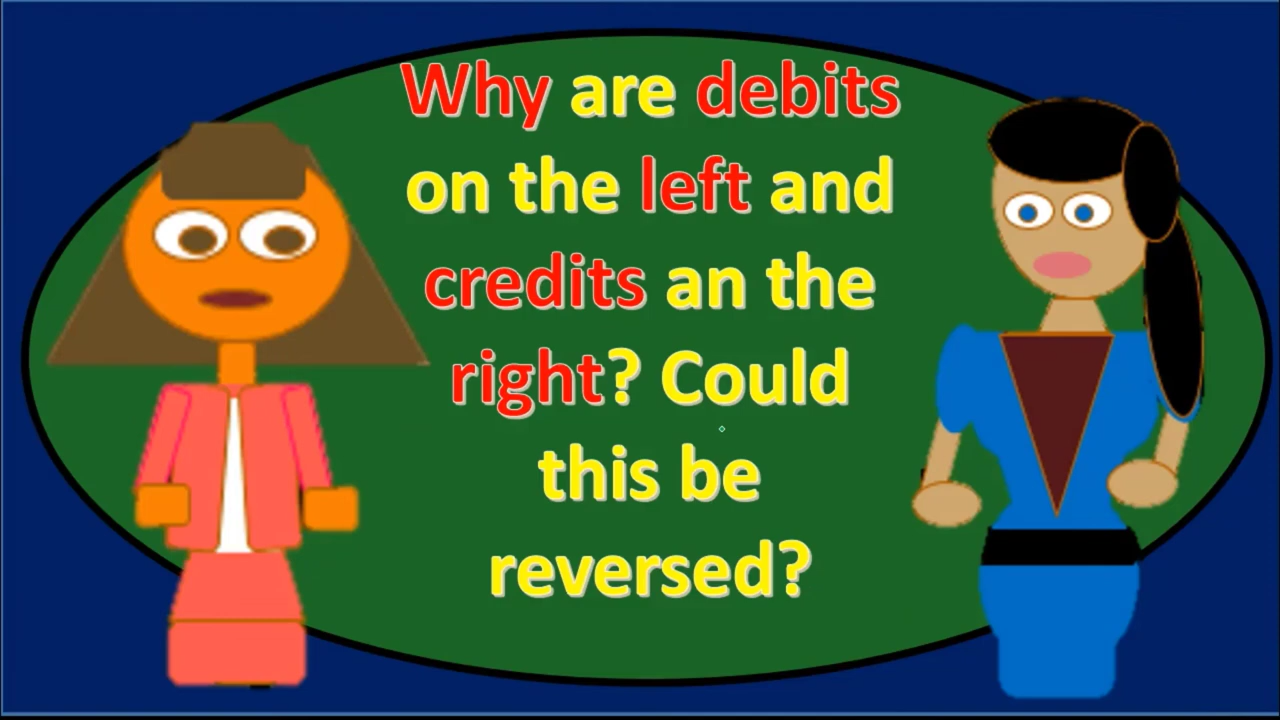 Why are debits
on the left and
credits an the
right? Could
this be
reversed?